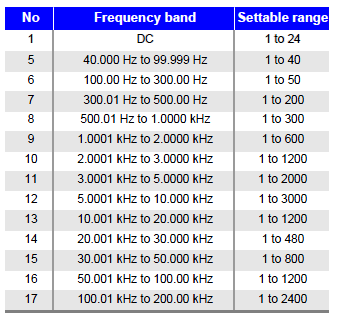 No Frequency band Settable range
1 DC 1 to 24
5 40.000 Hz to 99.999 Hz 1 to 40
6 100.00 Hz to 300.00 Hz 1 to 50
7 300.01 Hz to 500.00 Hz 1 to 200
8 500.01 Hz to 1.0000 kHz 1 to 300
9 1.0001 kHz to 2.0000 kHz 1 to 600
10 2.0001 kHz to 3.0000 kHz 1 to 1200
11 3.0001 kHz to 5.0000 kHz 1 to 2000
12 5.0001 kHz to 10.000 kHz 1 to 3000
13 10.001 kHz to 20.000 kHz 1 to 1200
14 20.001 kHz to 30.000 kHz 1 to 480
15 30.001 kHz to 50.000 kHz 1 to 800
16 50.001 kHz to 100.00 kHz 1 to 1200
17 100.01 kHz to 200.00 kHz 1 to 2400